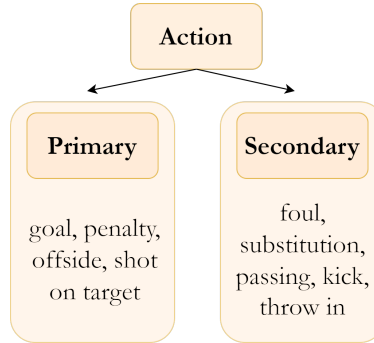 Action
Primary
goal, penalty,
offside, shot
on target
Secondary
foul,
substitution,
passing, kick,
throw in